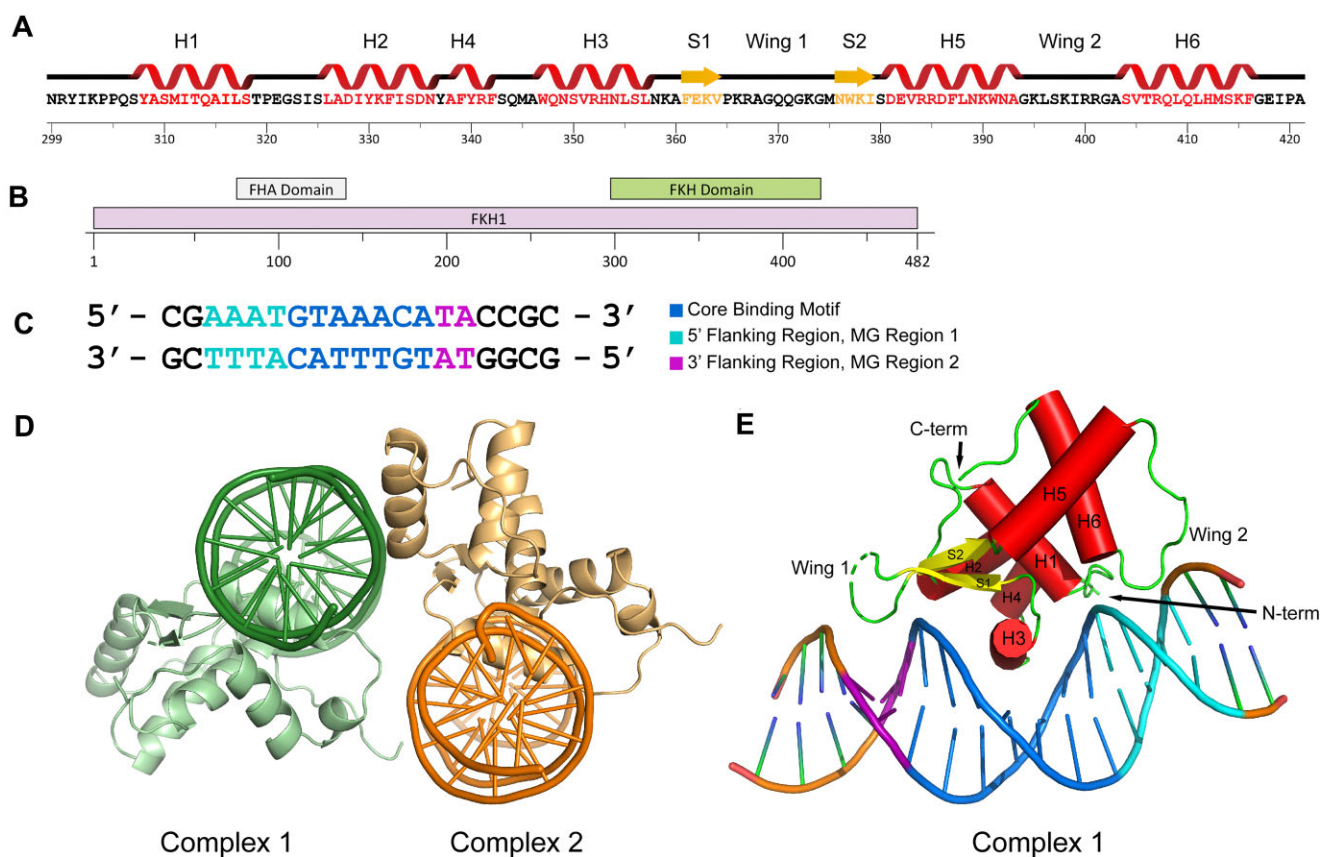 A
H1 H2 H4 H3 S1 Wing 1 S2 H5 Wing 2 H6
NRYIKPPQSYASMITQAILSTPEGSISLADIYKFISDNYAFYRFSQMAWQNSVRHNLSLNKAFEKVPKRAGQQGKGMNWKISDEVRRDFLNKWNAGKLSKIRRGASVTRQLQLHMSKFGEIPA
299 310 320 330 340 350 360 370 380 390 400 410 420
B
FHA Domain FKH Domain
FKH1
1 100 200 300 400 482
C
5′ – CGAAATGTAAACATACCGC – 3′
3′ – GCTTTACATTTGTATGGCG – 5′
Core Binding Motif
5’ Flanking Region, MG Region 1
3’ Flanking Region, MG Region 2
D
Complex 1
Complex 2
E
C-term
H5
H6
Wing 2
Wing 1
S2
H2
H1
S1
H4
N-term
H3
Complex 1